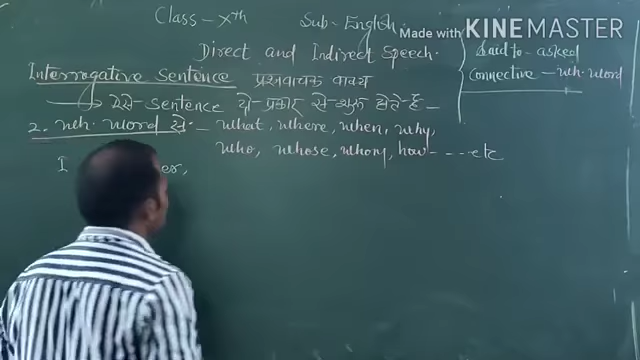 Class - Xth Sub - English.
Made with KINEMASTER
Direct and Indirect Speech.
Said to - asked
Connective - wh. word
Interrogative Sentence प्रश्नवाचक वाक्य
→ ऐसे Sentence दो प्रकार से शुरू होते हैं -
2. wh. word से - what, where, when, why,
who, whose, whom, how - - - - etc
I er,